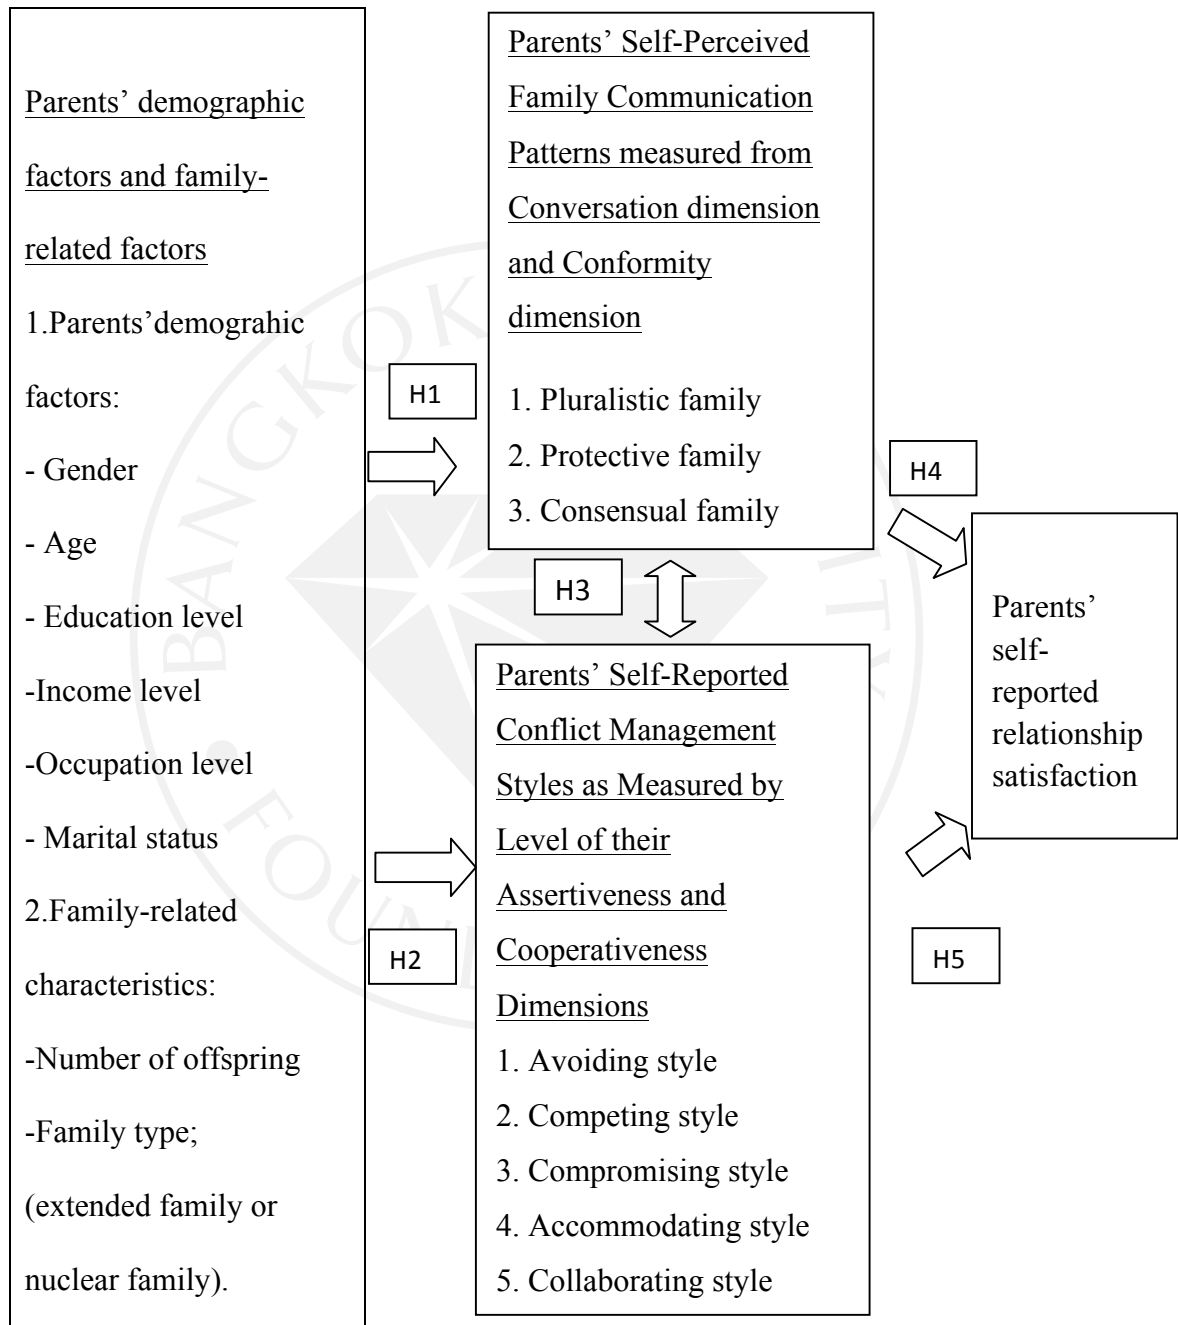 Parents’ demographic
factors and family-
related factors
1.Parents’demograhic
factors:
- Gender
- Age
- Education level
-Income level
-Occupation level
- Marital status
2.Family-related
characteristics:
-Number of offspring
-Family type;
(extended family or
nuclear family).
H1
H2
Parents’ Self-Perceived
Family Communication
Patterns measured from
Conversation dimension
and Conformity
dimension
1. Pluralistic family
2. Protective family
3. Consensual family
H3
Parents’ Self-Reported
Conflict Management
Styles as Measured by
Level of their
Assertiveness and
Cooperativeness
Dimensions
1. Avoiding style
2. Competing style
3. Compromising style
4. Accommodating style
5. Collaborating style
H4
H5
Parents’
self-
reported
relationship
satisfaction
BANGKOK